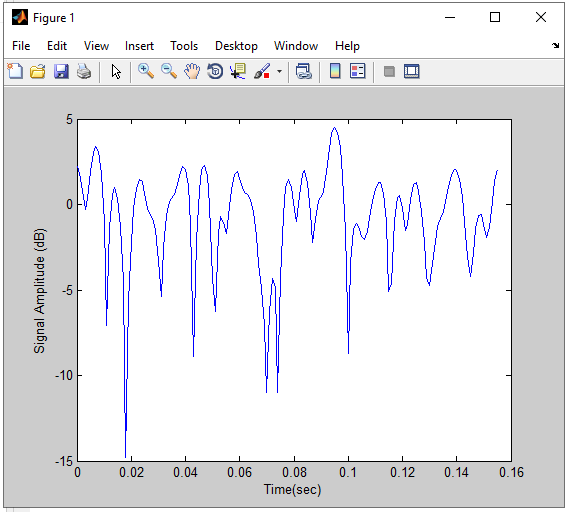 Figure 1
File Edit View Insert Tools Desktop Window Help
5
0
-5
-10
-15
Signal Amplitude (dB)
0 0.02 0.04 0.06 0.08 0.1 0.12 0.14 0.16
Time(sec)